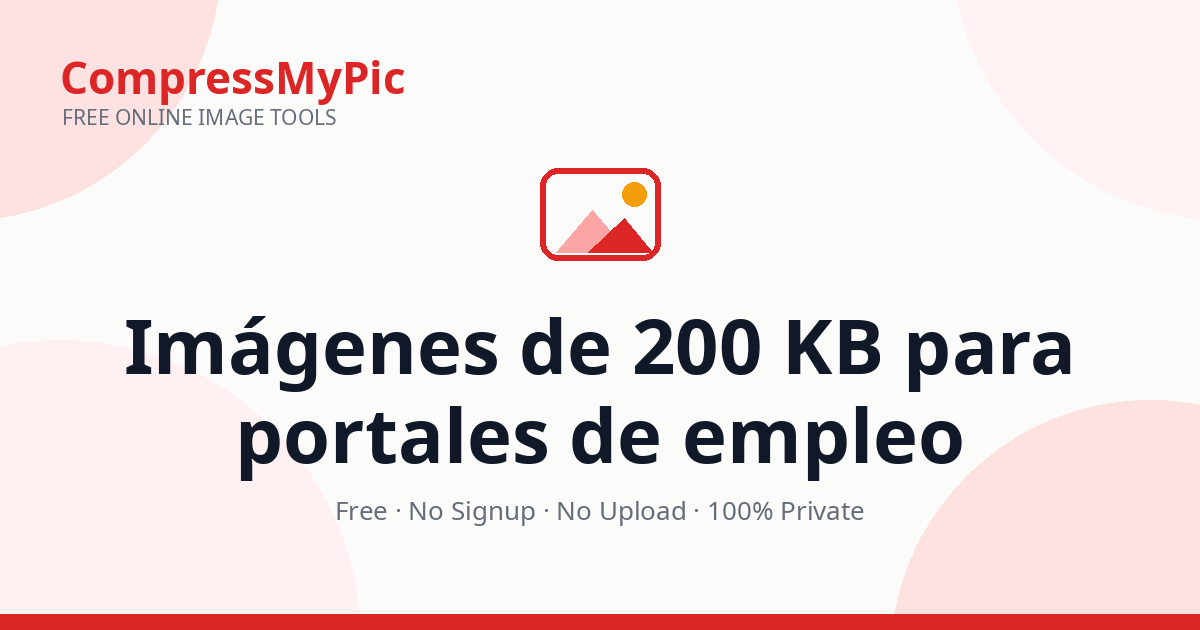 CompressMyPic
FREE ONLINE IMAGE TOOLS
Imágenes de 200 KB para
portales de empleo
Free · No Signup · No Upload · 100% Private